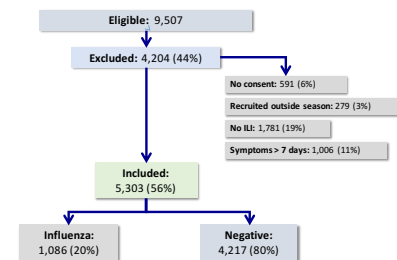 Eligible: 9,507
Excluded: 4,204 (44%)
No consent: 591 (6%)
Recruited outside season: 279 (3%)
No ILI: 1,781 (19%)
Symptoms > 7 days: 1,006 (11%)
Included:
5,303 (56%)
Influenza:
1,086 (20%)
Negative:
4,217 (80%)